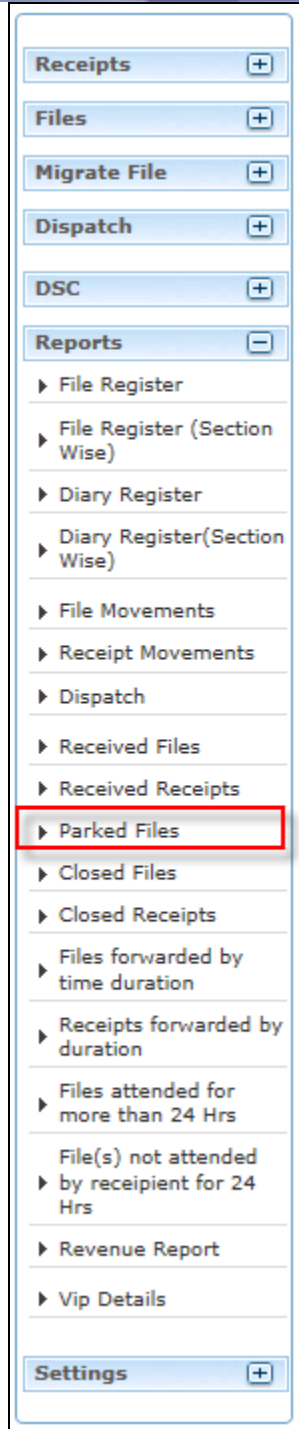 Receipts
Files
Migrate File
Dispatch
DSC
Reports
File Register
File Register (Section
Wise)
Diary Register
Diary Register(Section
Wise)
File Movements
Receipt Movements
Dispatch
Received Files
Received Receipts
Parked Files
Closed Files
Closed Receipts
Files forwarded by
time duration
Receipts forwarded by
duration
Files attended for
more than 24 Hrs
File(s) not attended
by receipient for 24
Hrs
Revenue Report
Vip Details
Settings